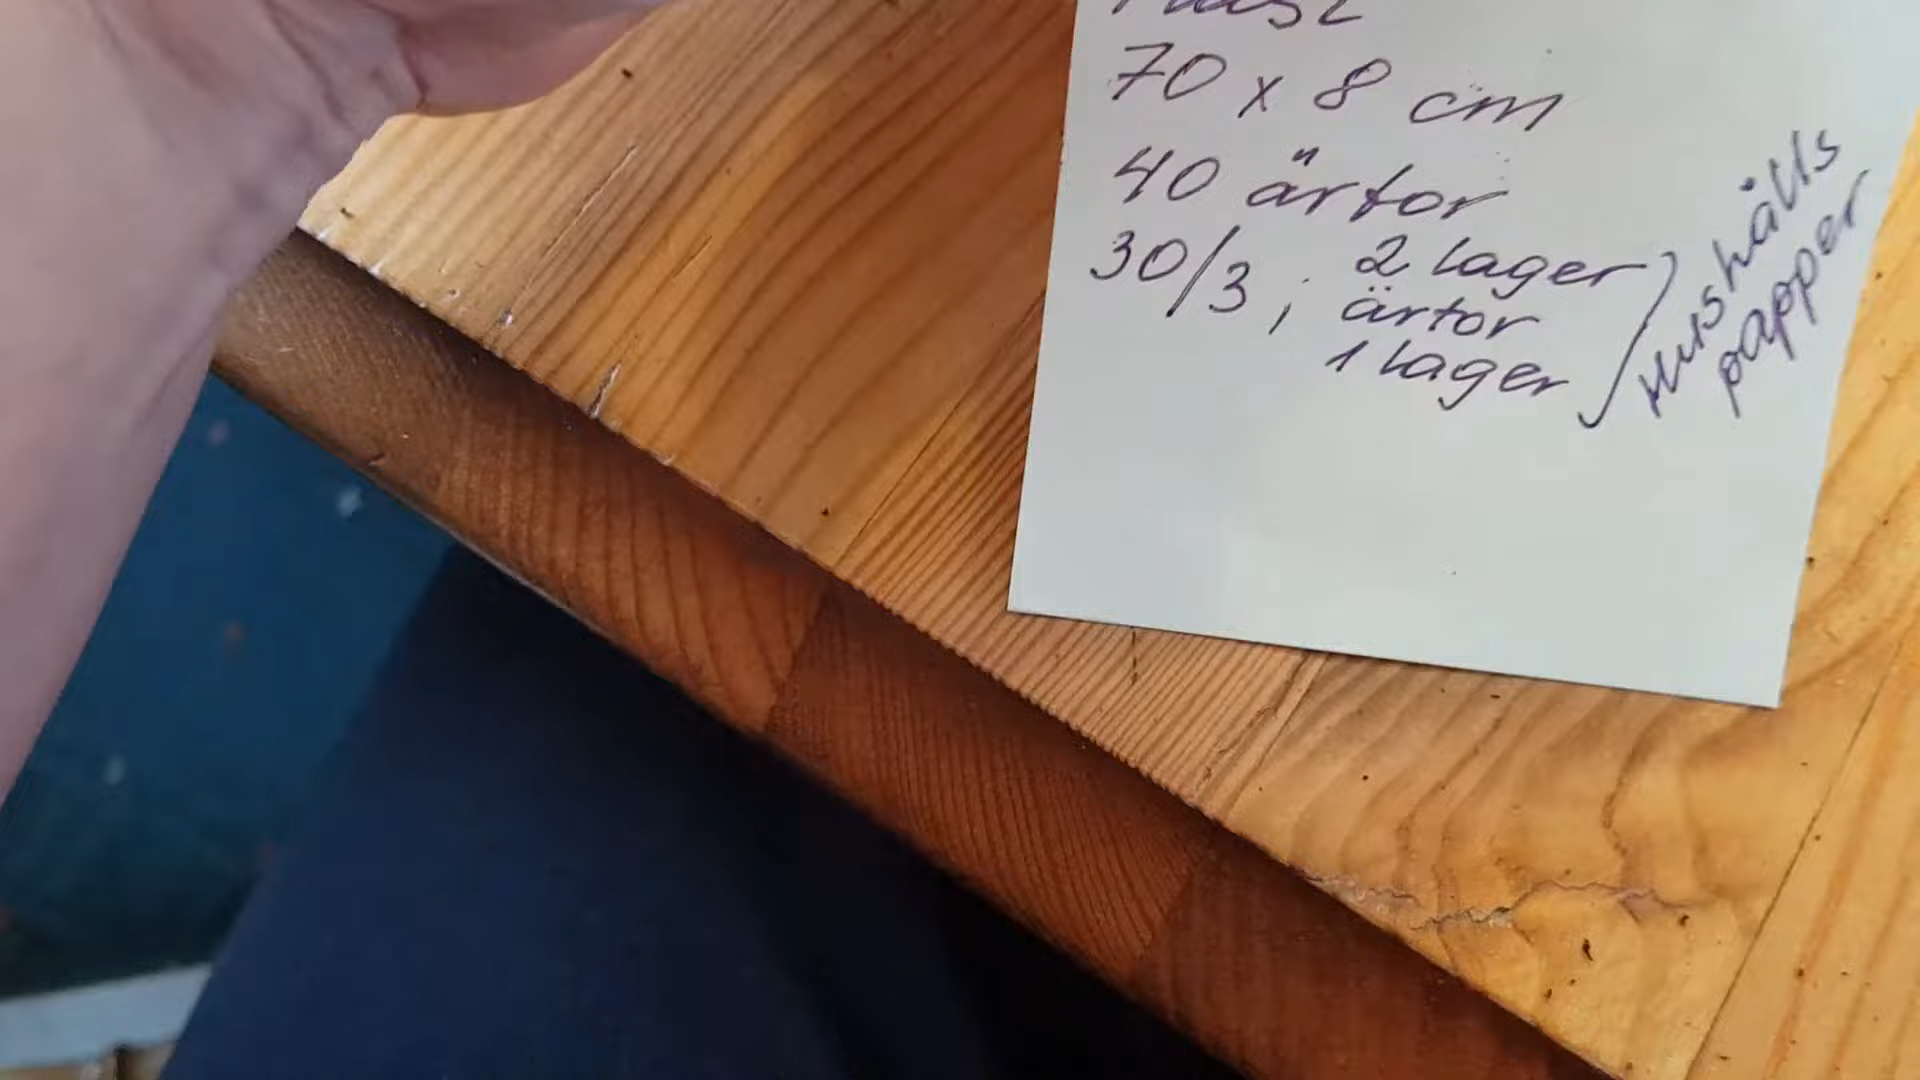 70 x 8 cm
40 ärtor
30/3 ; 2 lager
ärtor
1 lager
Hushålls
papper